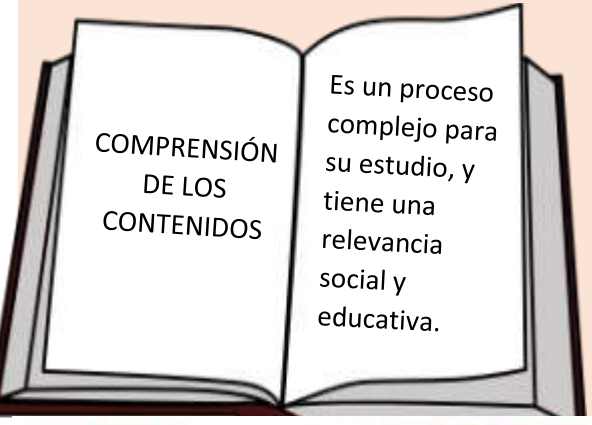 COMPRENSIÓN
DE LOS
CONTENIDOS
Es un proceso
complejo para
su estudio, y
tiene una
relevancia
social y
educativa.